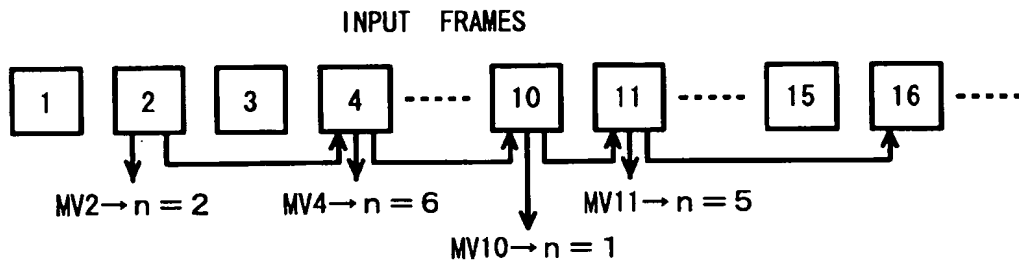 INPUT FRAMES
1 2 3 4 ..... 10 11 ..... 15 16 .....
MV2→n=2 MV4→n=6 MV11→n=5
MV10→n=1